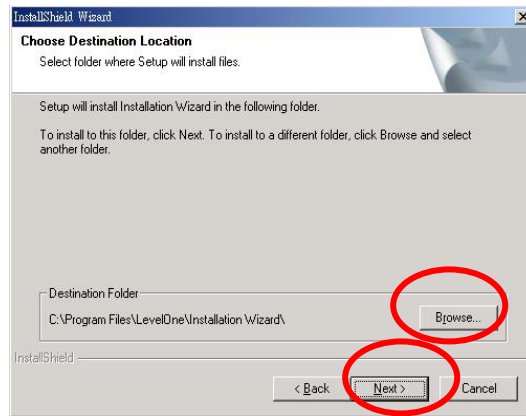 InstallShield Wizard
Choose Destination Location
Select folder where Setup will install files.
Setup will install Installation Wizard in the following folder.
To install to this folder, click Next. To install to a different folder, click Browse and select
another folder.
Destination Folder
C:\Program Files\LevelOne\Installation Wizard\
Browse...
InstallShield
< Back
Next >
Cancel